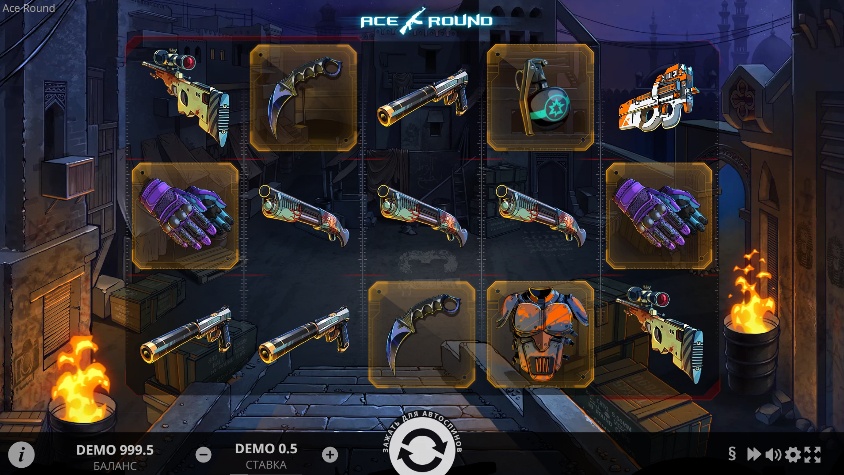 Ace Round
ACE ROUND
ЗАЖАТЬ ДЛЯ АВТОСПИНОВ
DEMO 999.5
БАЛАНС
DEMO 0.5
СТАВКА